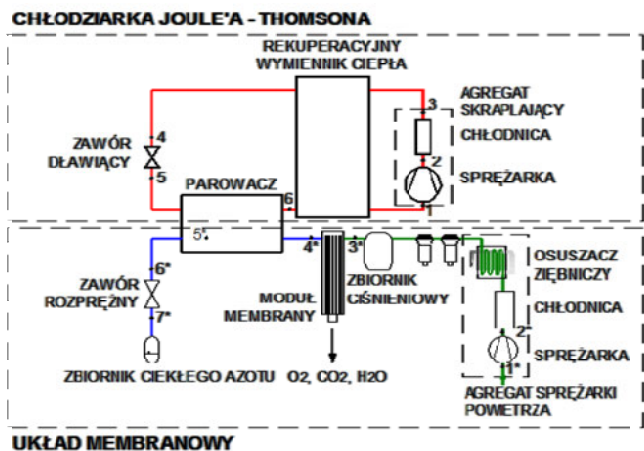 CHŁODZIARKA JOULE'A - THOMSONA
REKUPERACYJNY
WYMIENNIK CIEPŁA
AGREGAT
SKRAPLAJĄCY
3
CHŁODNICA
2
SPRĘŻARKA
1
4
ZAWÓR
DŁAWIĄCY
5
PAROWACZ
6
5*
4*
3*
6*
ZAWÓR
ROZPRĘŻNY
7*
MODUŁ
MEMBRANY
ZBIORNIK
CIŚNIENIOWY
OSUSZACZ
ZIĘBNICZY
CHŁODNICA
2*
SPRĘŻARKA
1*
ZBIORNIK CIEKŁEGO AZOTU
O2, CO2, H2O
AGREGAT SPRĘŻARKI
POWIETRZA
UKŁAD MEMBRANOWY